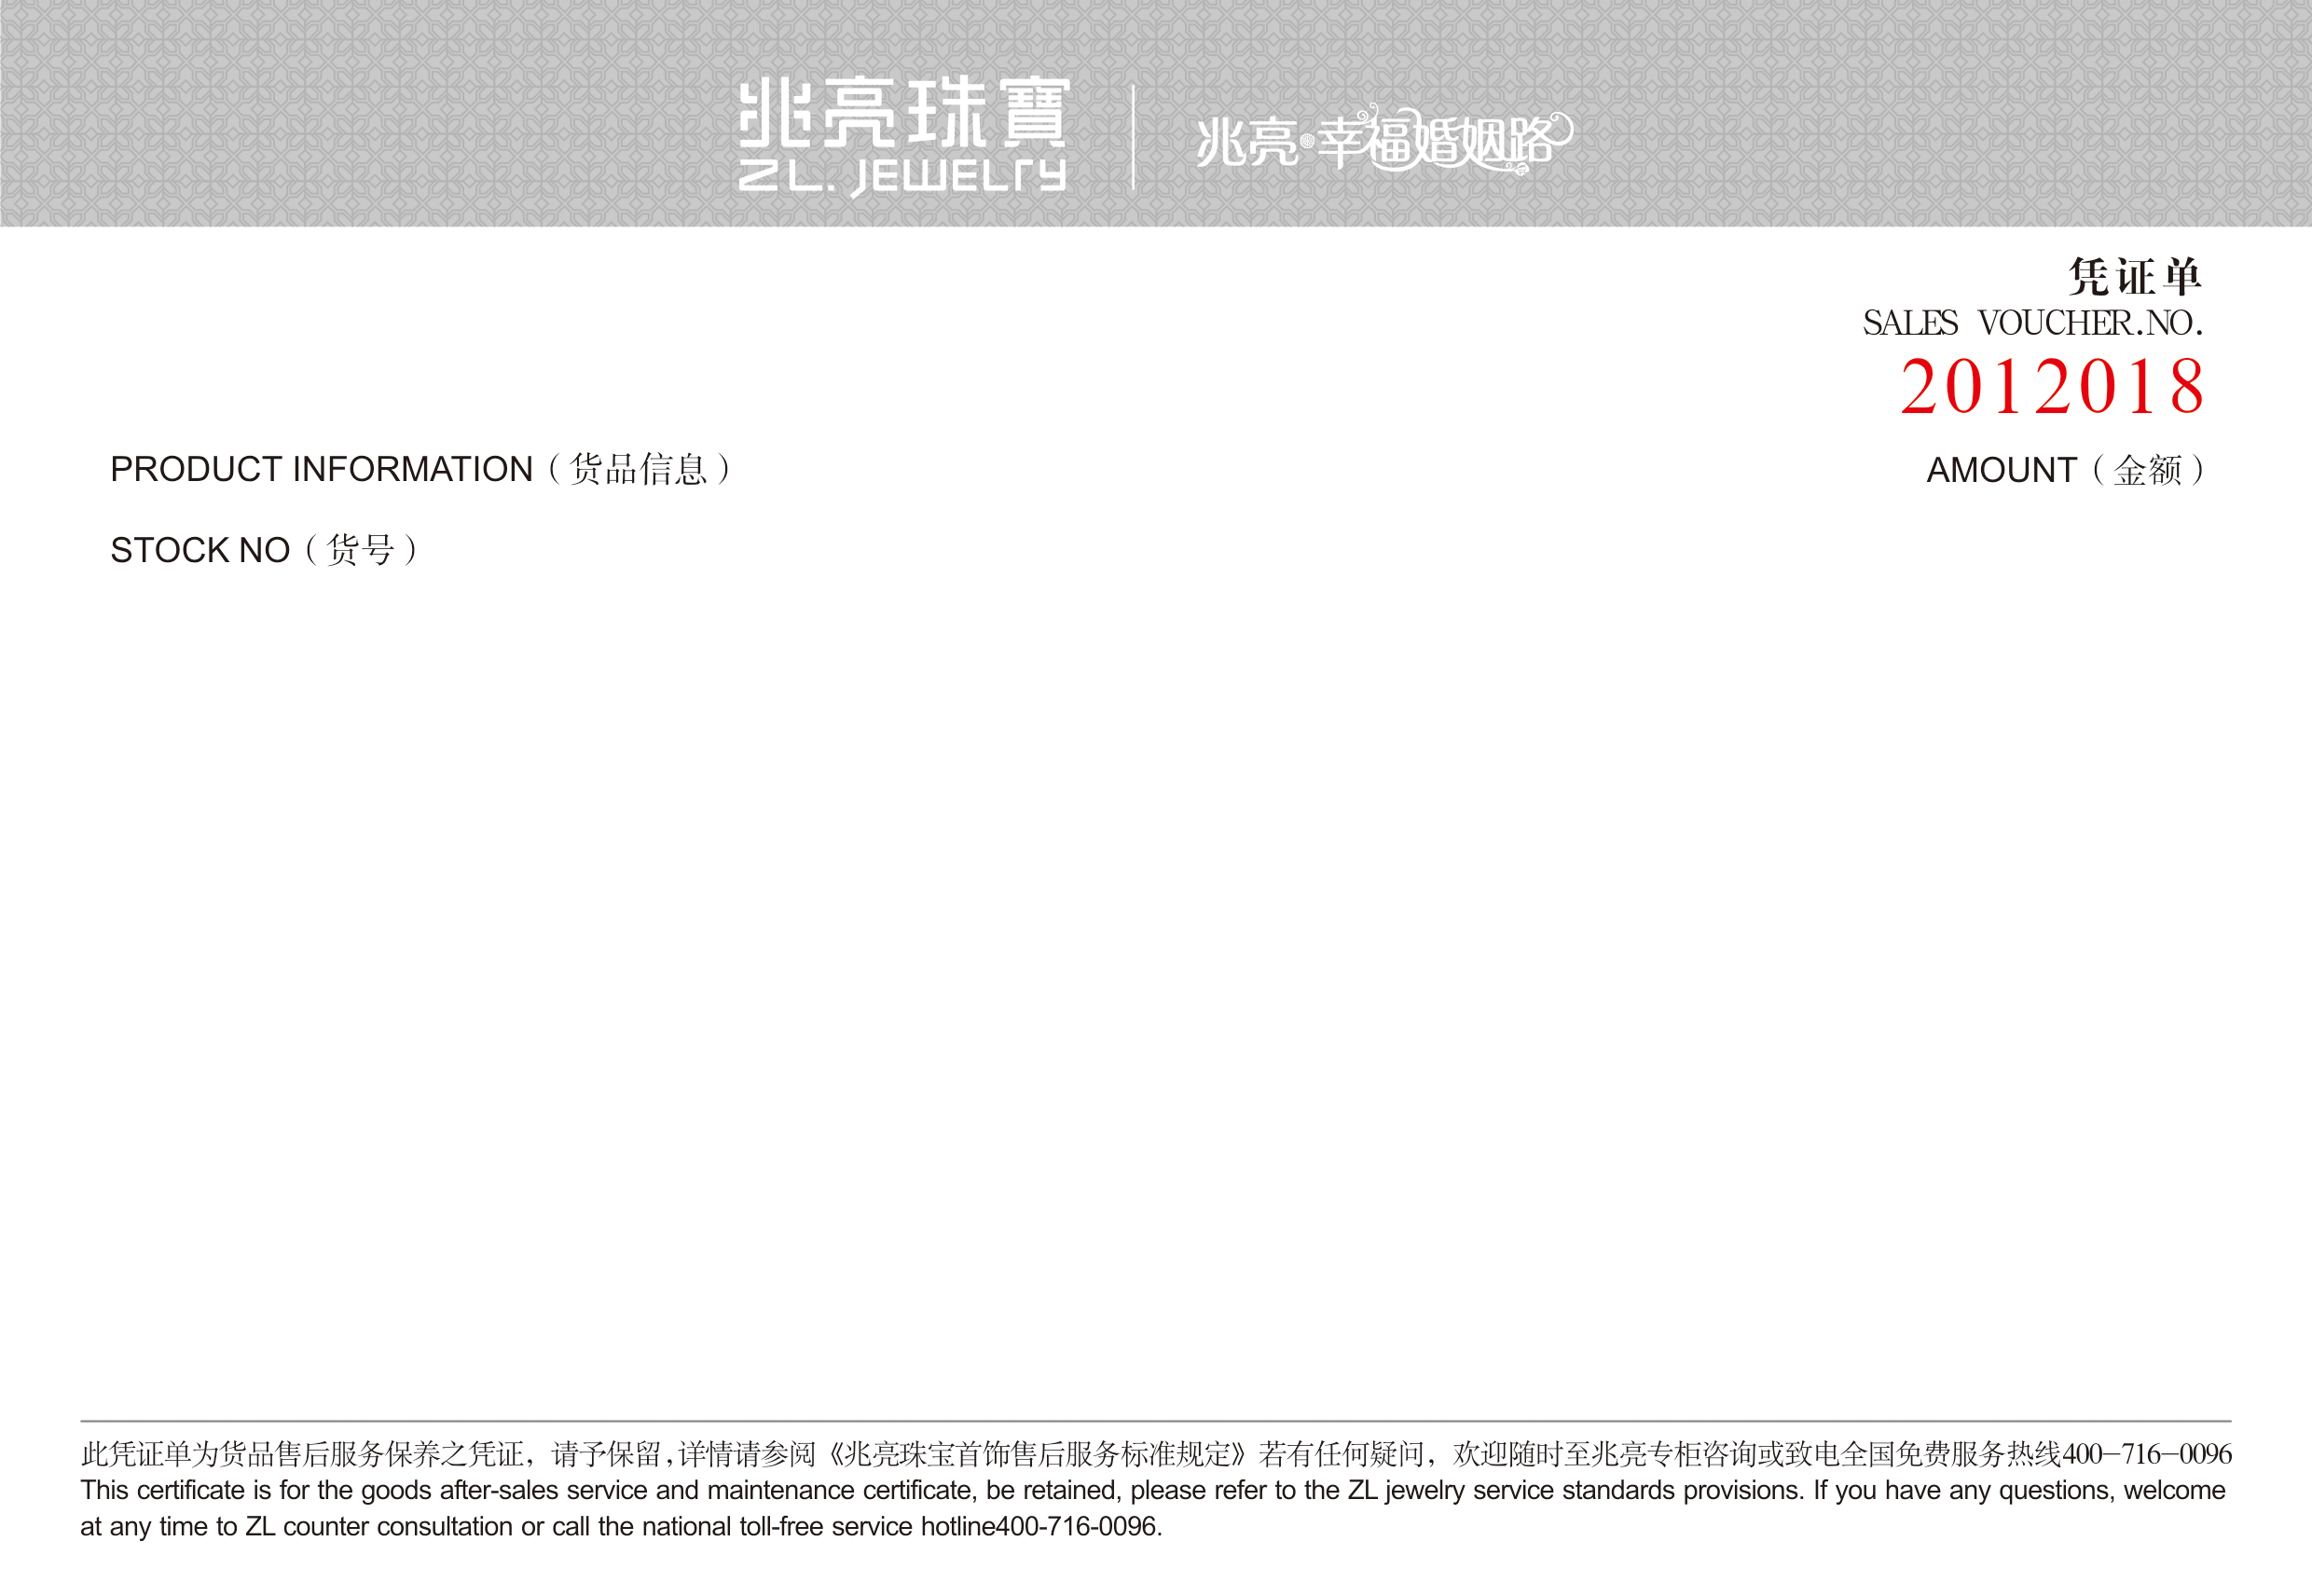 兆亮珠寶
ZL. JEWELRY
兆亮·幸福婚姻路
凭证单
SALES VOUCHER.NO.
2012018
PRODUCT INFORMATION（货品信息）
AMOUNT（金额）
STOCK NO（货号）
此凭证单为货品售后服务保养之凭证，请予保留,详情请参阅《兆亮珠宝首饰售后服务标准规定》若有任何疑问，欢迎随时至兆亮专柜咨询或致电全国免费服务热线400-716-0096
This certificate is for the goods after-sales service and maintenance certificate, be retained, please refer to the ZL jewelry service standards provisions. If you have any questions, welcome
at any time to ZL counter consultation or call the national toll-free service hotline400-716-0096.